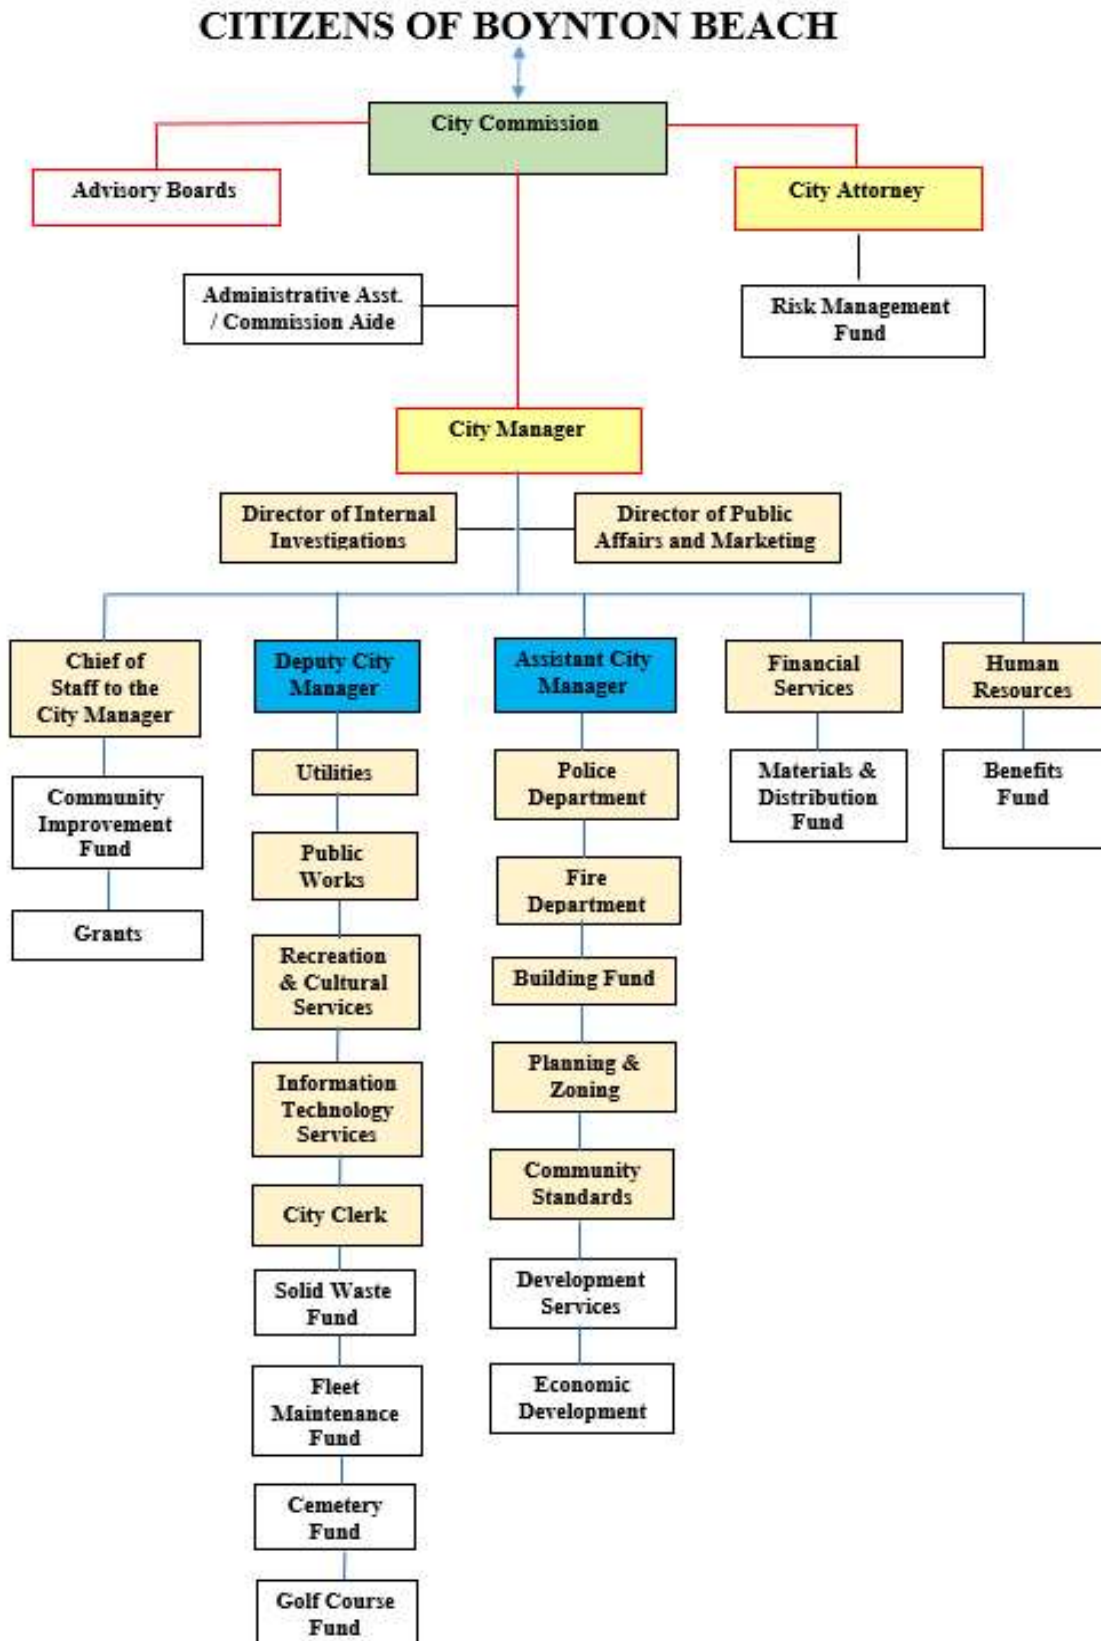 CITIZENS OF BOYNTON BEACH
City Commission
Advisory Boards
City Attorney
Administrative Asst.
/ Commission Aide
Risk Management
Fund
City Manager
Director of Internal
Investigations
Director of Public
Affairs and Marketing
Chief of
Staff to the
City Manager
Community
Improvement
Fund
Grants
Deputy City
Manager
Utilities
Public
Works
Recreation
& Cultural
Services
Information
Technology
Services
City Clerk
Solid Waste
Fund
Fleet
Maintenance
Fund
Cemetery
Fund
Golf Course
Fund
Assistant City
Manager
Police
Department
Fire
Department
Building Fund
Planning &
Zoning
Community
Standards
Development
Services
Economic
Development
Financial
Services
Materials &
Distribution
Fund
Human
Resources
Benefits
Fund